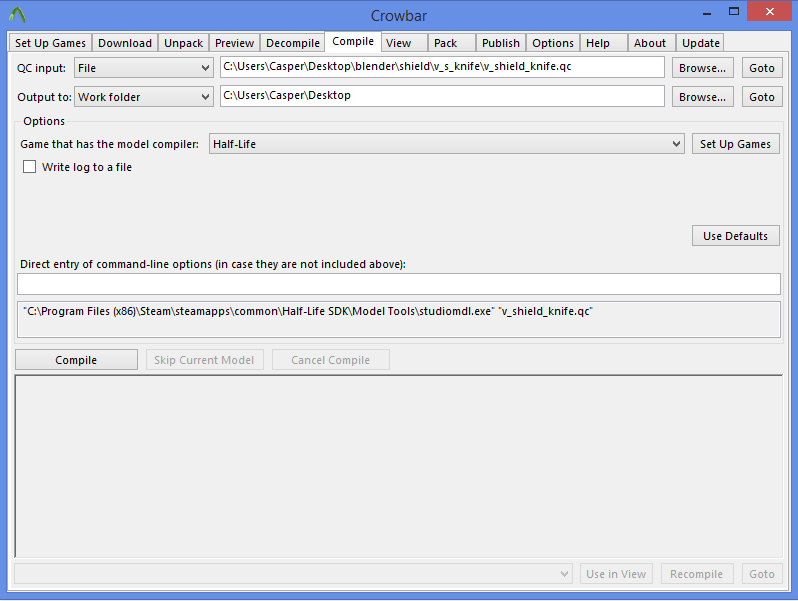 Crowbar
Set Up Games Download Unpack Preview Decompile Compile View Pack Publish Options Help About Update
QC input: File C:\Users\Casper\Desktop\blender\shield\v_s_knife\v_shield_knife.qc Browse... Goto
Output to: Work folder C:\Users\Casper\Desktop Browse... Goto
Options
Game that has the model compiler: Half-Life Set Up Games
Write log to a file
Use Defaults
Direct entry of command-line options (in case they are not included above):
"C:\Program Files (x86)\Steam\steamapps\common\Half-Life SDK\Model Tools\studiomdl.exe" "v_shield_knife.qc"
Compile Skip Current Model Cancel Compile
Use in View Recompile Goto